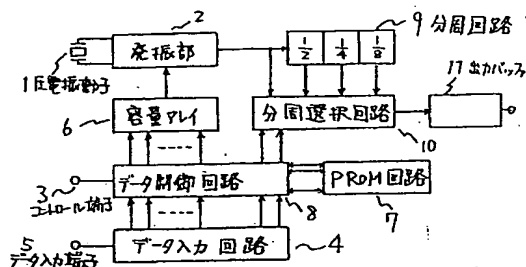 2
発振部
9 分周回路
1/2 1/4 1/8
1 圧電振動子
11 出力バッファ
6
容量アレイ
分周選択回路
10
3
コントロール端子
データ制御回路
PROM回路
8
7
5
データ入力端子
データ入力回路
4